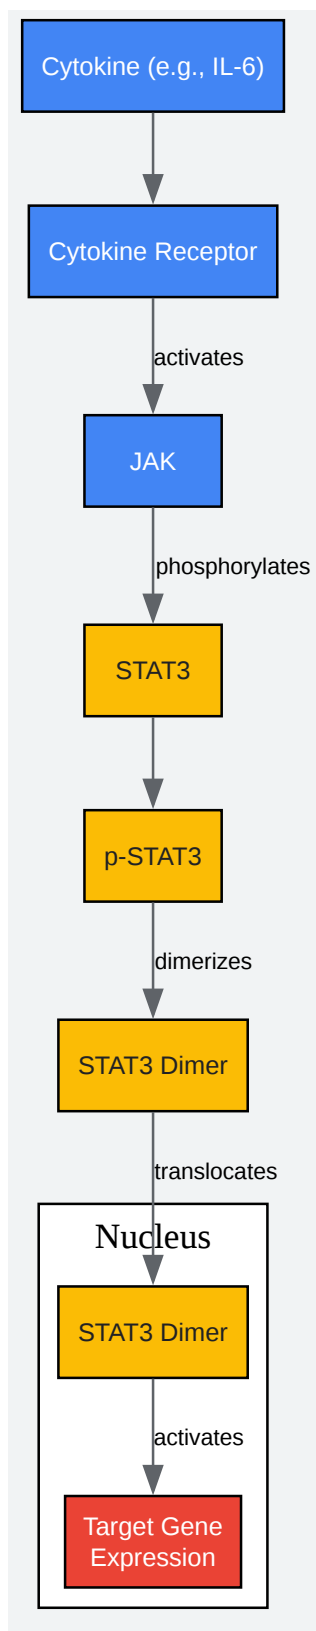 Cytokine (e.g., IL-6)
Cytokine Receptor
activates
JAK
phosphorylates
STAT3
p-STAT3
dimerizes
STAT3 Dimer
translocates
Nucleus
STAT3 Dimer
activates
Target Gene
Expression